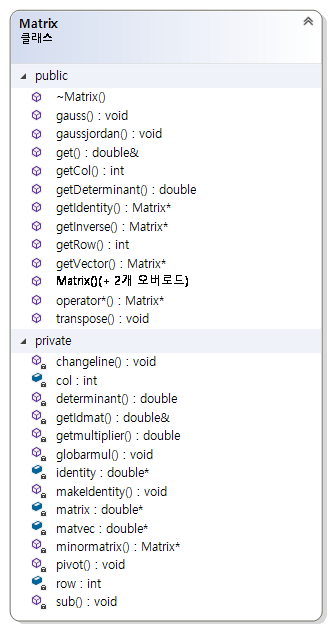 Matrix
클래스
public
~Matrix()
gauss() : void
gaussjordan() : void
get() : double&
getCol() : int
getDeterminant() : double
getIdentity() : Matrix*
getInverse() : Matrix*
getRow() : int
getVector() : Matrix*
Matrix()(+ 2개 오버로드)
operator*() : Matrix*
transpose() : void
private
changeline() : void
col : int
determinant() : double
getIdmat() : double&
getmultiplier() : double
globarmul() : void
identity : double*
makeIdentity() : void
matrix : double*
matvec : double*
minormatrix() : Matrix*
pivot() : void
row : int
sub() : void